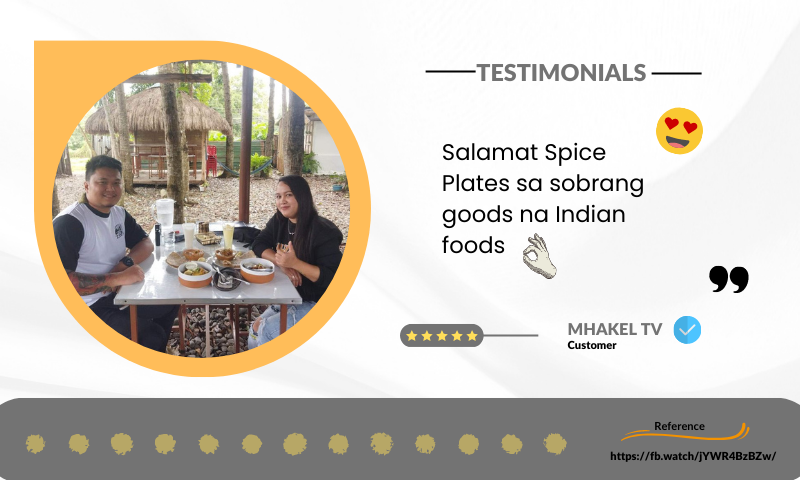 TESTIMONIALS
Salamat Spice
Plates sa sobrang
goods na Indian
foods
MHAKEL TV
Customer
Reference
https://fb.watch/jYWR4BzBZw/